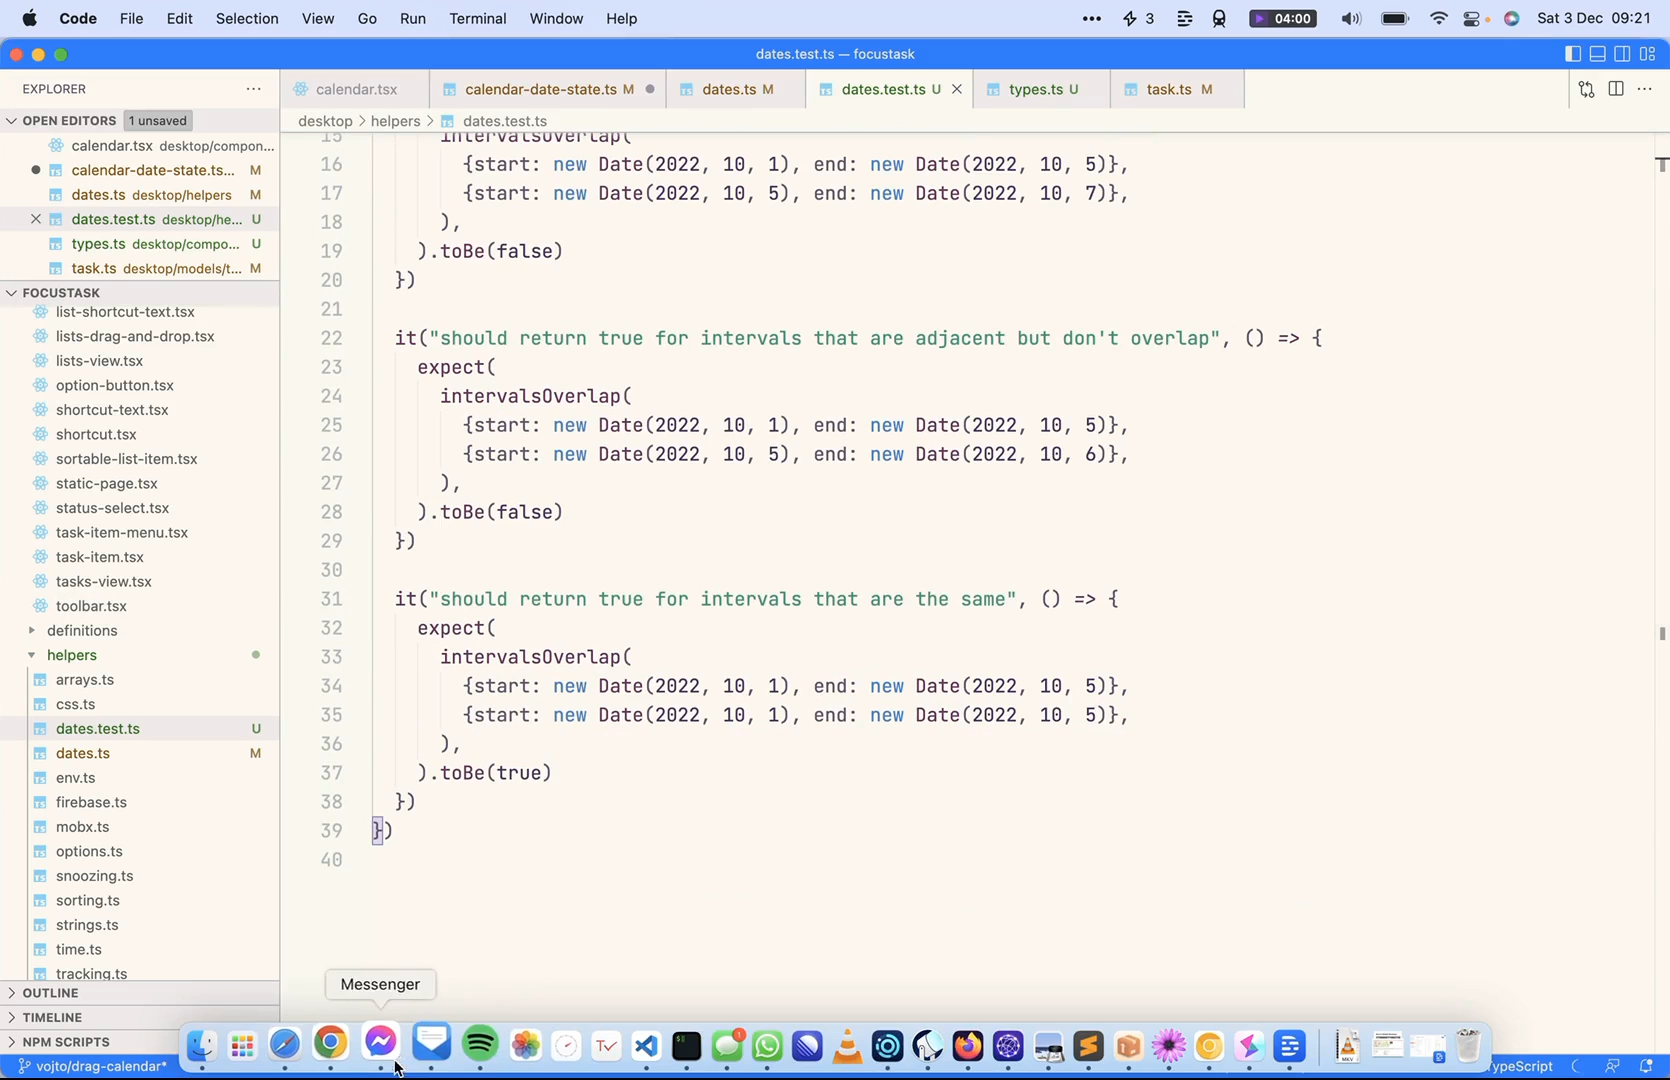 Code File Edit Selection View Go Run Terminal Window Help ••• 3 04:00 Sat 3 Dec 09:21
dates.test.ts — focustask
EXPLORER ···
calendar.tsx calendar-date-state.ts M dates.ts M dates.test.ts U types.ts U task.ts M
OPEN EDITORS 1 unsaved
desktop > helpers > dates.test.ts
calendar.tsx desktop/compon...
calendar-date-state.ts... M
dates.ts desktop/helpers M
dates.test.ts desktop/he... U
types.ts desktop/compo... U
task.ts desktop/models/t... M
FOCUSTASK
list-shortcut-text.tsx
lists-drag-and-drop.tsx
lists-view.tsx
option-button.tsx
shortcut-text.tsx
shortcut.tsx
sortable-list-item.tsx
static-page.tsx
status-select.tsx
task-item-menu.tsx
task-item.tsx
tasks-view.tsx
toolbar.tsx
definitions
helpers
arrays.ts
css.ts
dates.test.ts U
dates.ts M
env.ts
firebase.ts
mobx.ts
options.ts
snoozing.ts
sorting.ts
strings.ts
time.ts
tracking.ts
OUTLINE
TIMELINE
NPM SCRIPTS
15 intervalsOverlap(
16 {start: new Date(2022, 10, 1), end: new Date(2022, 10, 5)},
17 {start: new Date(2022, 10, 5), end: new Date(2022, 10, 7)},
18 ),
19 ).toBe(false)
20 })
21
22 it("should return true for intervals that are adjacent but don't overlap", () => {
23 expect(
24 intervalsOverlap(
25 {start: new Date(2022, 10, 1), end: new Date(2022, 10, 5)},
26 {start: new Date(2022, 10, 5), end: new Date(2022, 10, 6)},
27 ),
28 ).toBe(false)
29 })
30
31 it("should return true for intervals that are the same", () => {
32 expect(
33 intervalsOverlap(
34 {start: new Date(2022, 10, 1), end: new Date(2022, 10, 5)},
35 {start: new Date(2022, 10, 1), end: new Date(2022, 10, 5)},
36 ),
37 ).toBe(true)
38 })
39 })
40
Messenger
vojto/drag-calendar* TypeScript